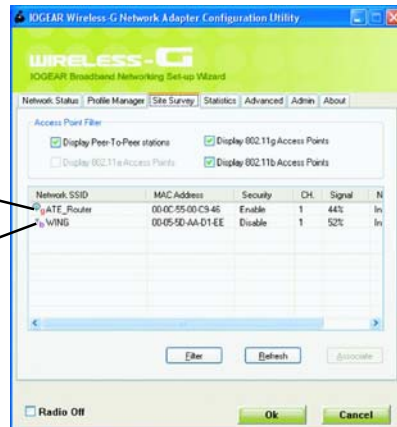 IOGEAR Wireless-G Network Adapter Configuration Utility
WIRELESS-G
IOGEAR Broadband Networking Set-up Wizard
Network Status Profile Manager Site Survey Statistics Advanced Admin About
Access Point Filter
Display Peer-To-Peer stations Display 802.11g Access Points
Display 802.11a Access Points Display 802.11b Access Points
Network SSID MAC Address Security CH. Signal N
g ATE_Router 00-0C-55-00-C9-46 Enable 1 44% In
b WING 00-05-5D-AA-D1-EE Disable 1 52% In
Filter Refresh Associate
Radio Off Ok Cancel